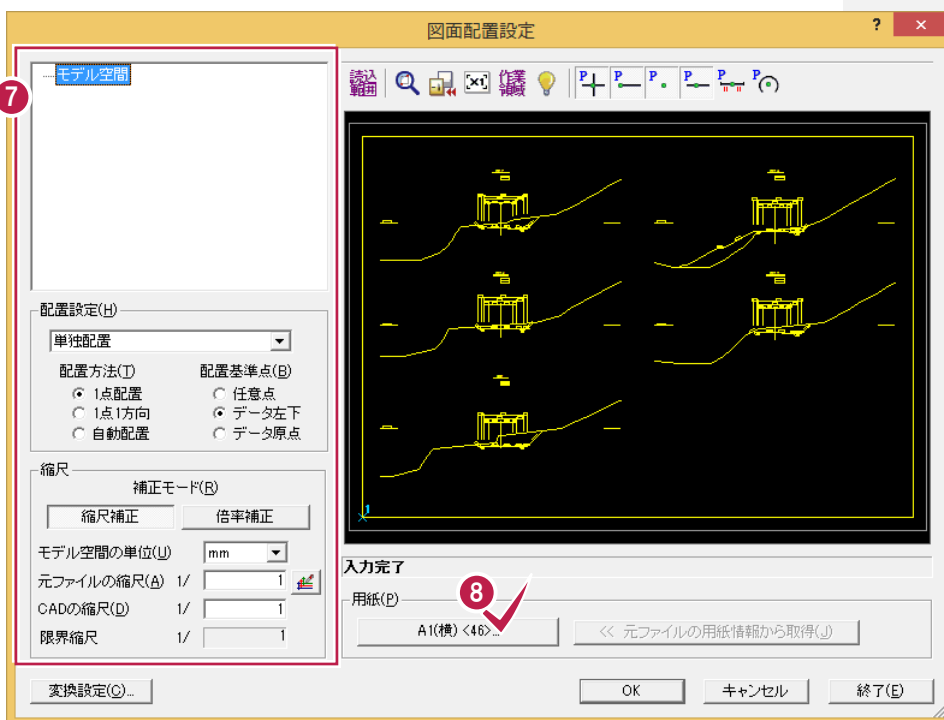 図面配置設定
? ×
7
モデル空間
読込範囲
作業領域
P P P P P P
配置設定(H)
単独配置
配置方法(T) 配置基準点(B)
1点配置 任意点
1点1方向 データ左下
自動配置 データ原点
縮尺
補正モード(R)
縮尺補正 倍率補正
モデル空間の単位(U) mm
元ファイルの縮尺(A) 1/ 1
CADの縮尺(D) 1/ 1
限界縮尺 1/ 1
1
入力完了
用紙(P)
8
A1(横) <46>...
<< 元ファイルの用紙情報から取得(J)
変換設定(C)...
OK キャンセル 終了(E)